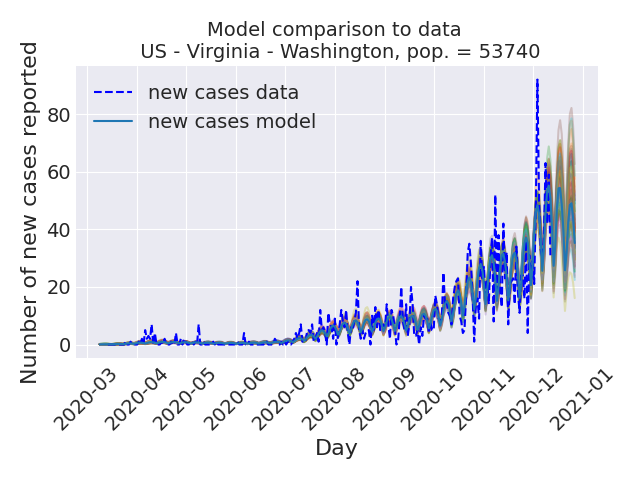 Model comparison to data
US - Virginia - Washington, pop. = 53740
Number of new cases reported
new cases data
new cases model
80
60
40
20
0
2020-03
2020-04
2020-05
2020-06
2020-07
2020-08
2020-09
2020-10
2020-11
2020-12
2021-01
Day